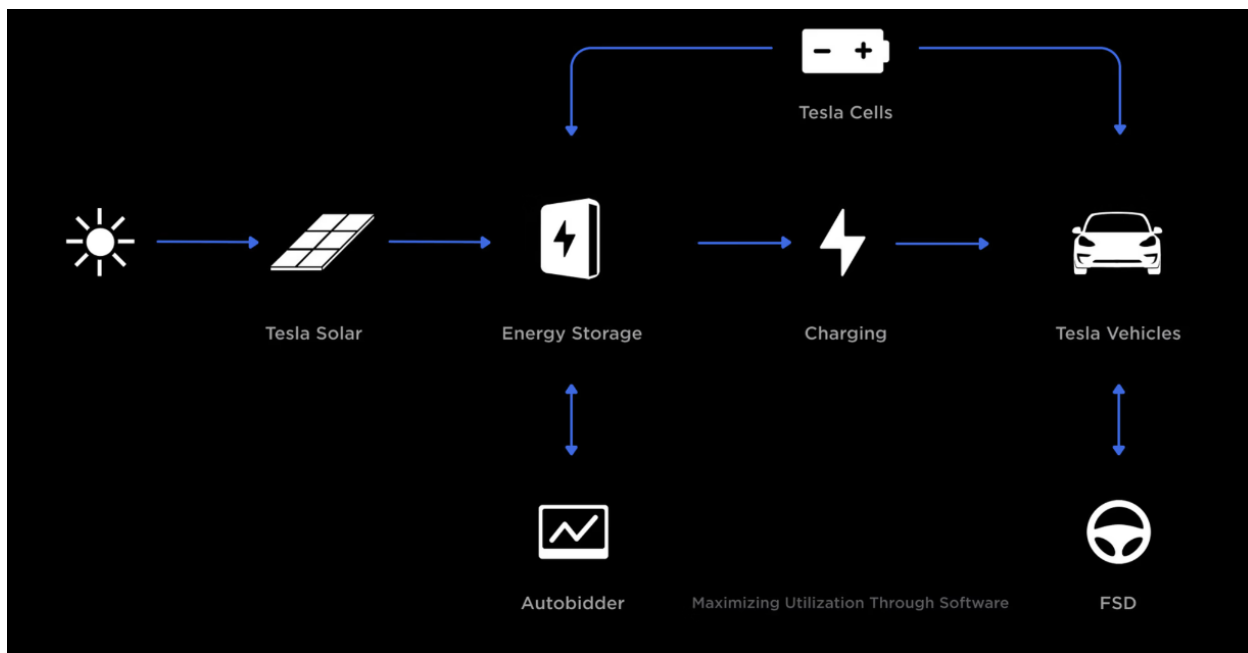 Tesla Cells
Tesla Solar
Energy Storage
Charging
Tesla Vehicles
Autobidder
Maximizing Utilization Through Software
FSD